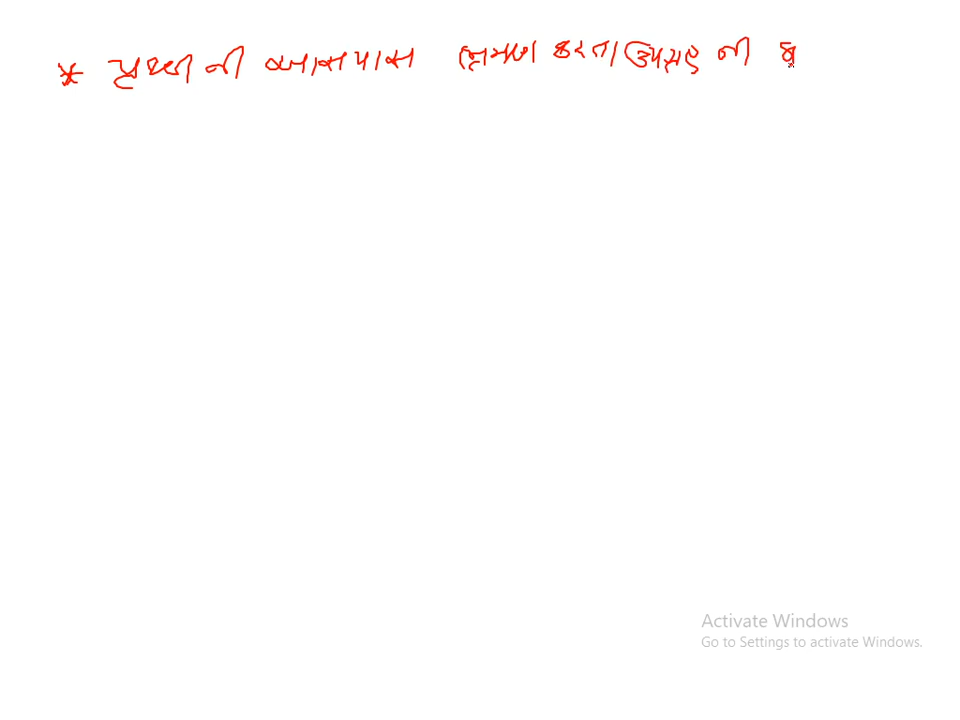 * પૃથ્વી ની આસપાસ ભ્રમણ કરતા ઉપગ્રહ ની
Activate Windows
Go to Settings to activate Windows.